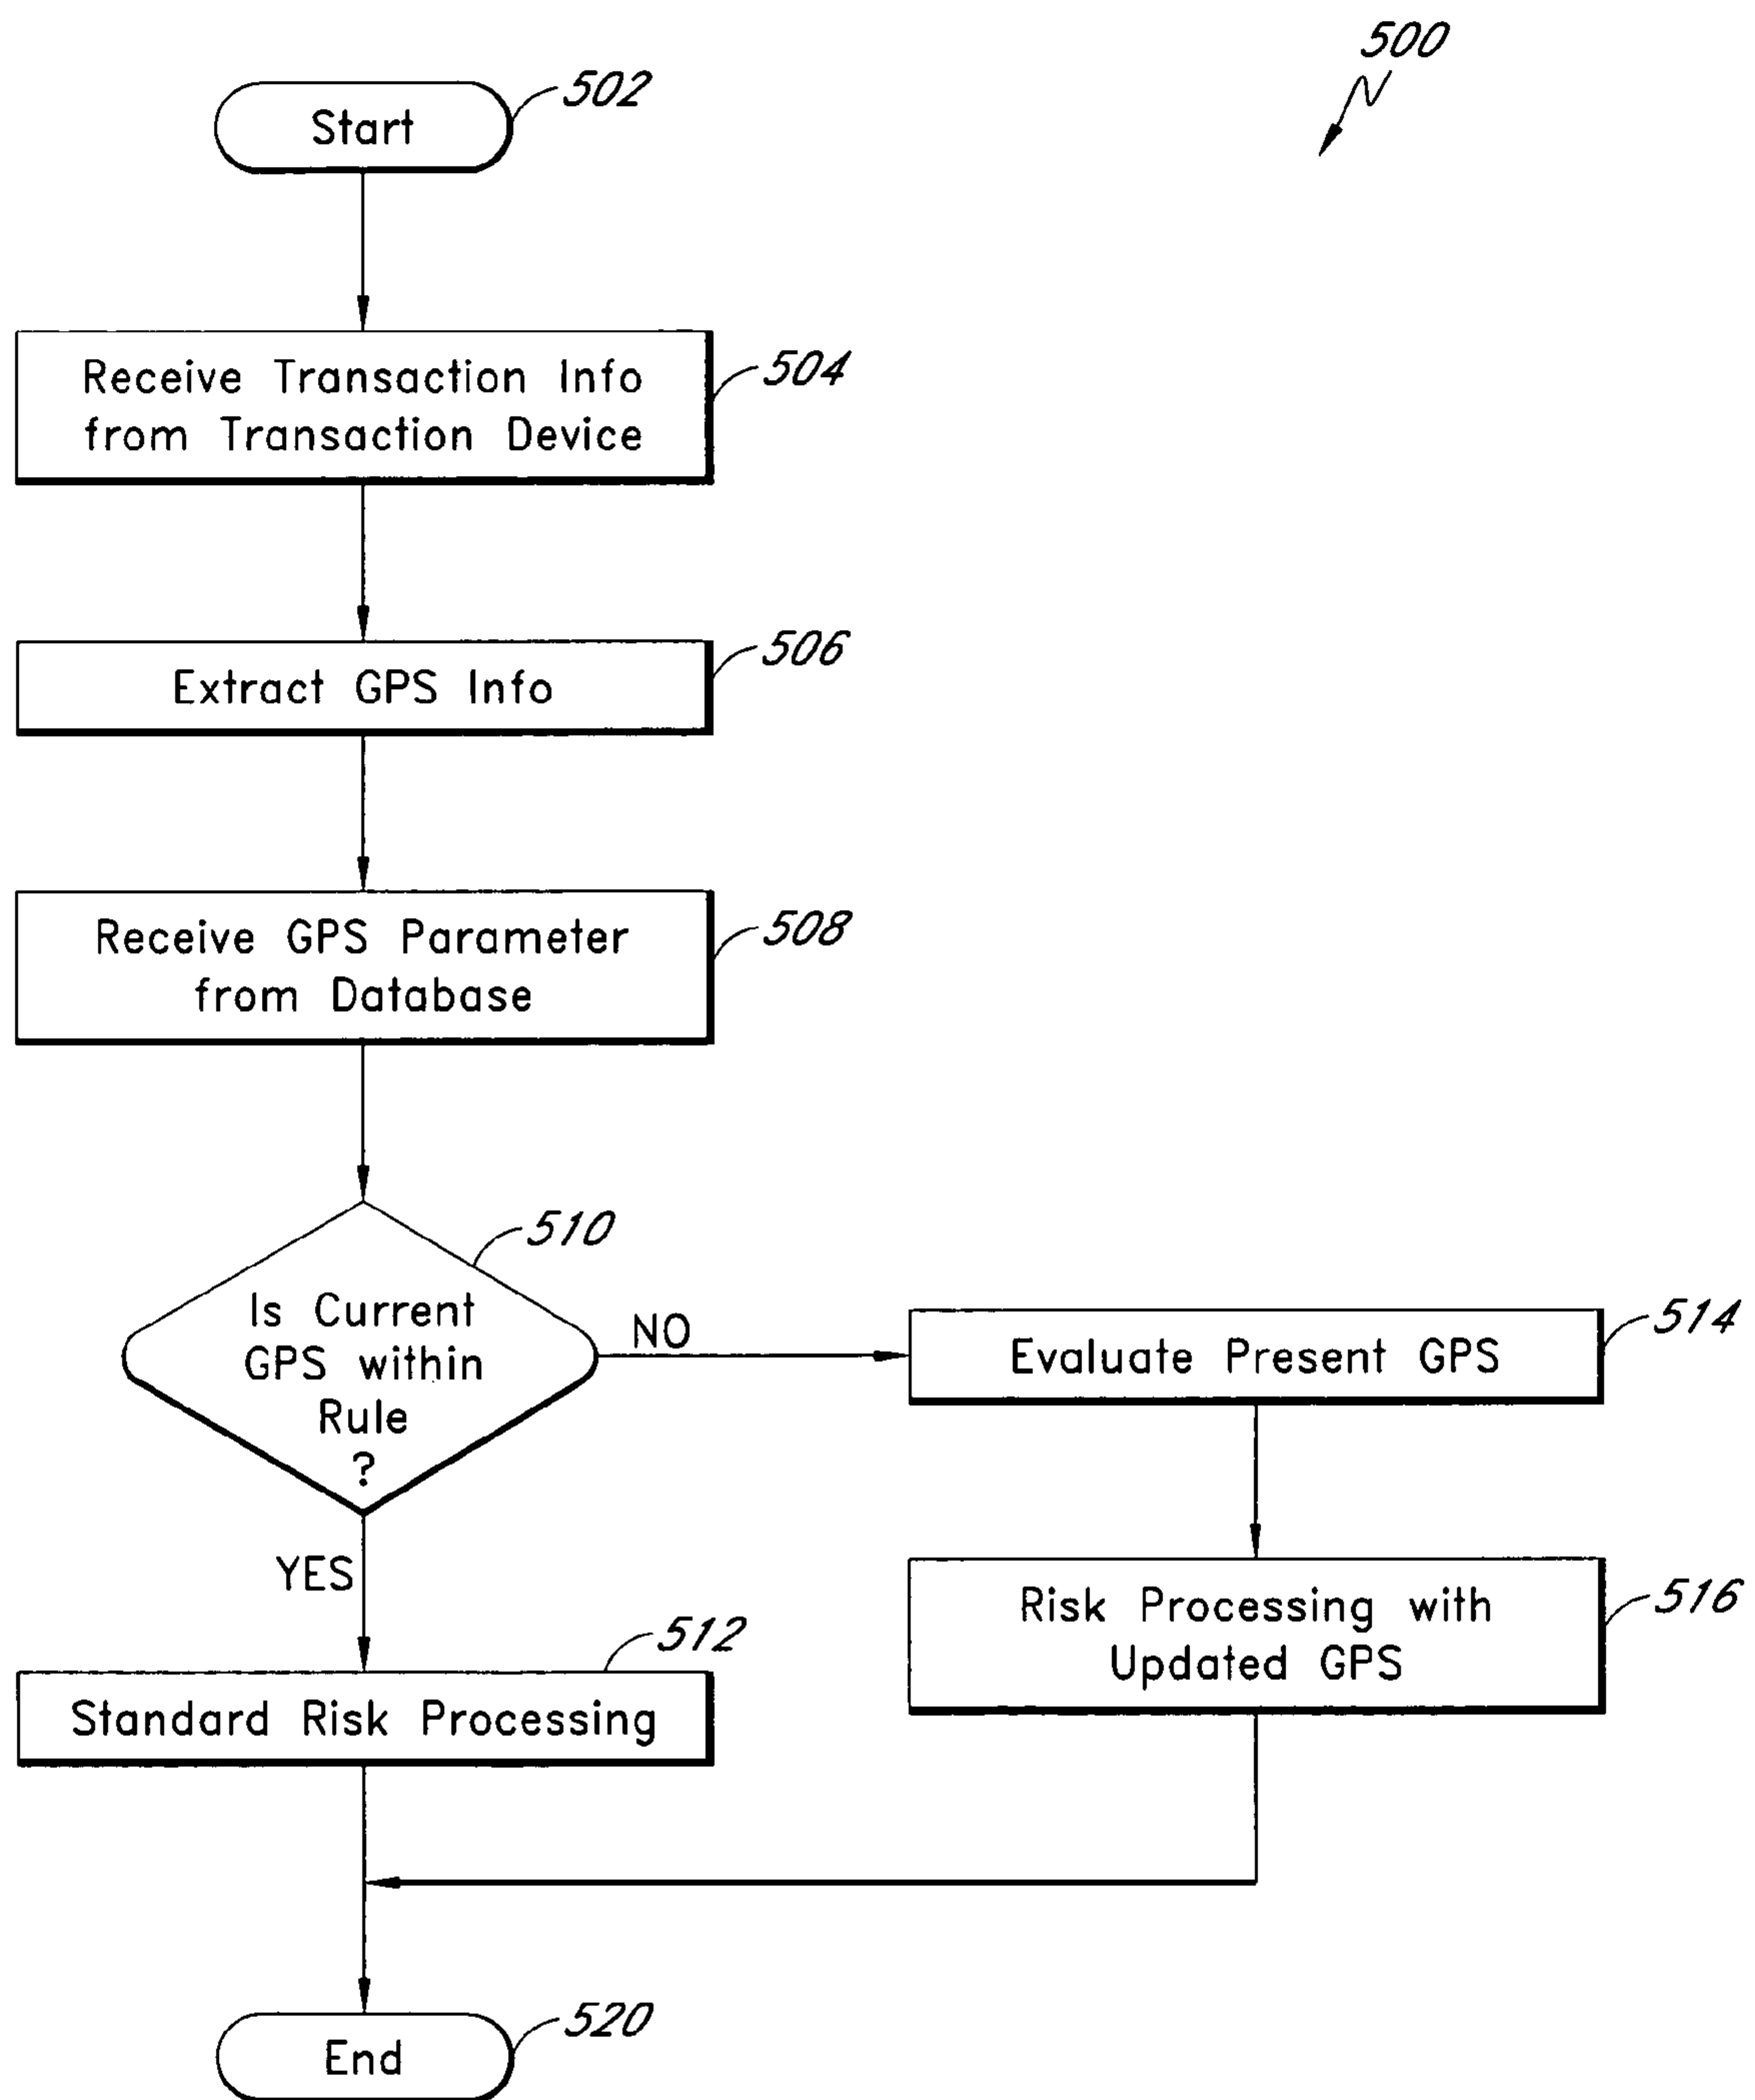 500
502
Start
504
Receive Transaction Info
from Transaction Device
506
Extract GPS Info
508
Receive GPS Parameter
from Database
510
Is Current
GPS within
Rule
?
NO
514
Evaluate Present GPS
YES
516
Risk Processing with
Updated GPS
512
Standard Risk Processing
520
End